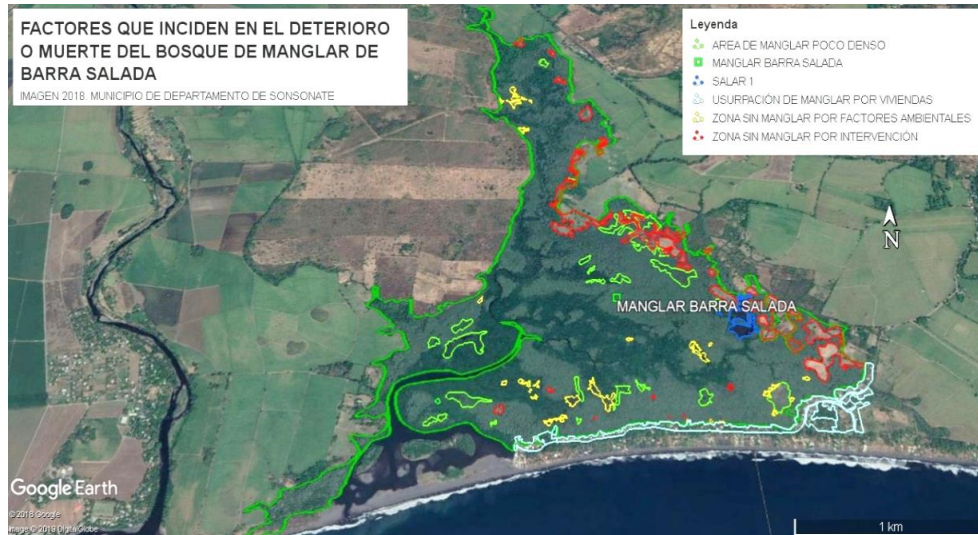 FACTORES QUE INCIDEN EN EL DETERIORO
O MUERTE DEL BOSQUE DE MANGLAR DE
BARRA SALADA
IMAGEN 2018. MUNICIPIO DE DEPARTAMENTO DE SONSONATE
Leyenda
AREA DE MANGLAR POCO DENSO
MANGLAR BARRA SALADA
SALAR 1
USURPACIÓN DE MANGLAR POR VIVIENDAS
ZONA SIN MANGLAR POR FACTORES AMBIENTALES
ZONA SIN MANGLAR POR INTERVENCIÓN
N
MANGLAR BARRA SALADA
Google Earth
© 2018 Google
Image © 2019 DigitalGlobe
1 km